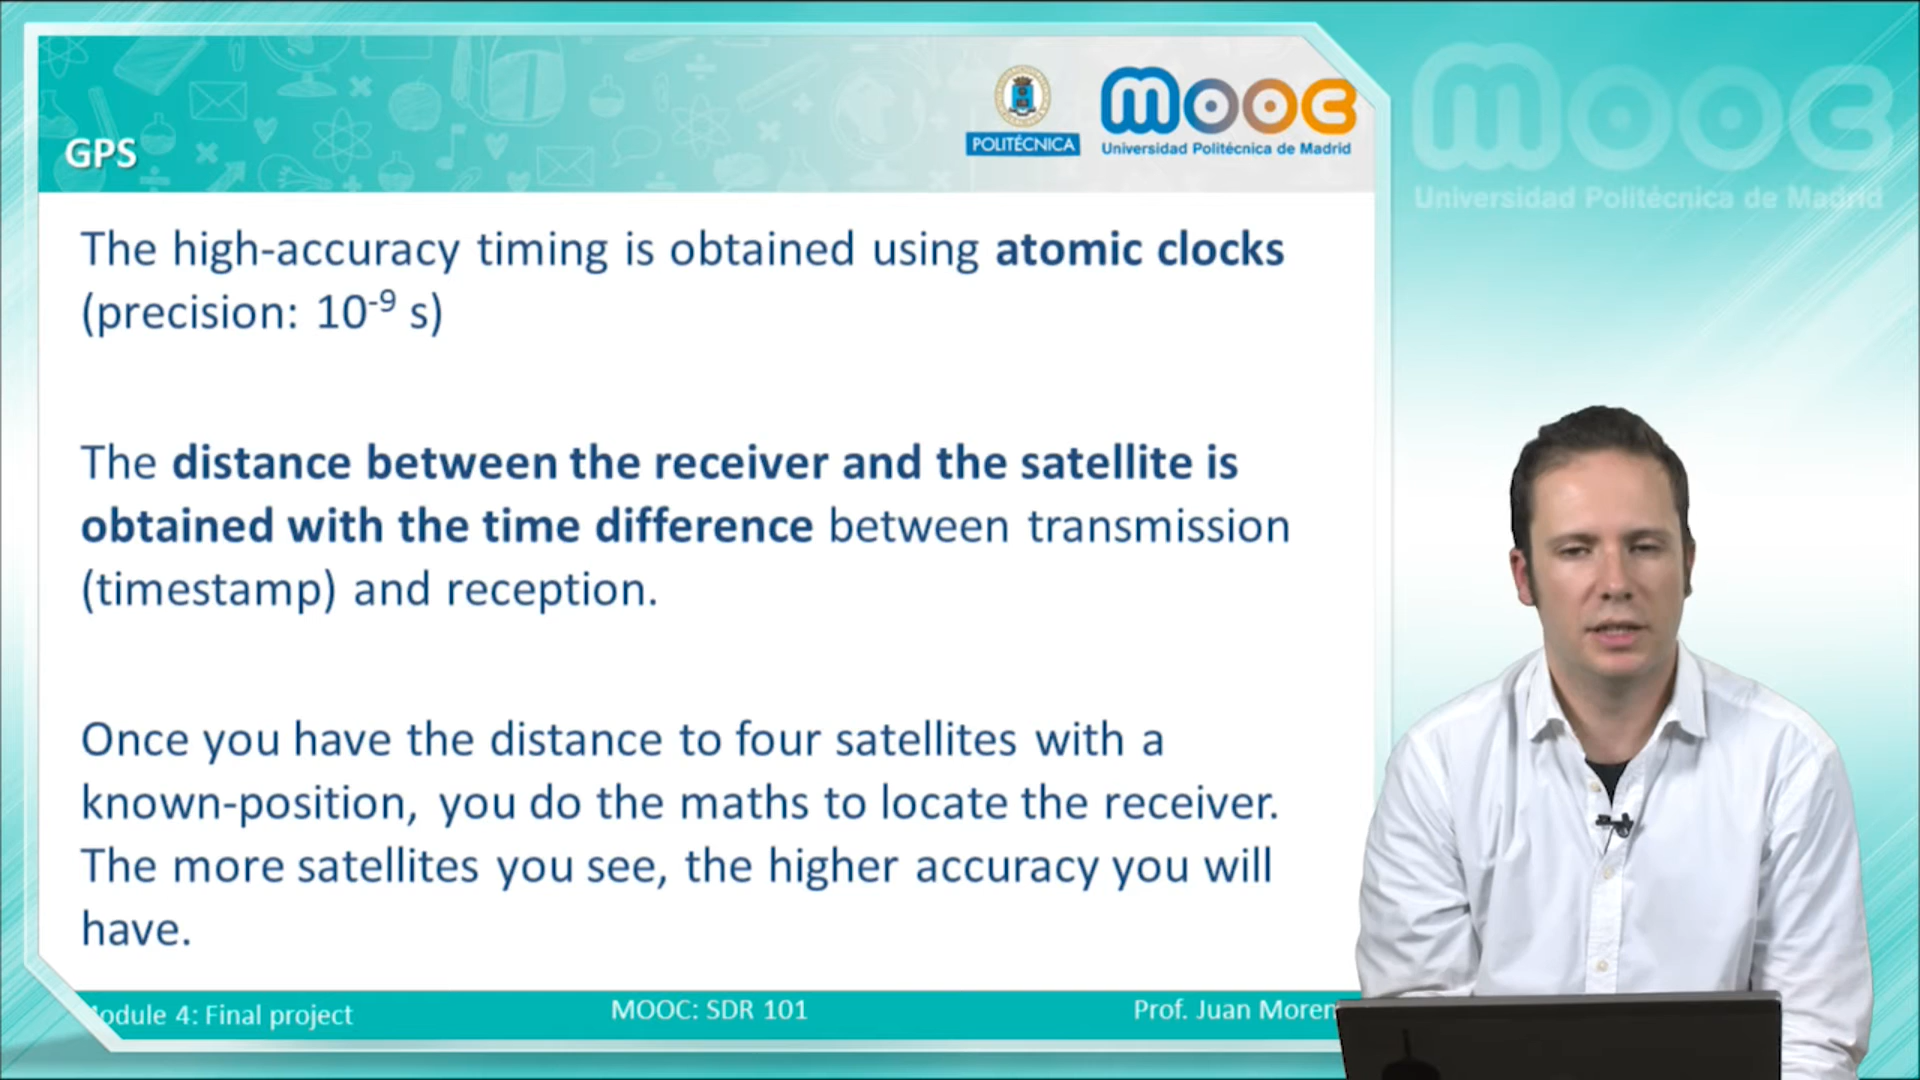 GPS
POLITÉCNICA
mooc
Universidad Politécnica de Madrid
mooc
Universidad Politécnica de Madrid
The high-accuracy timing is obtained using atomic clocks
(precision: 10⁻⁹ s)
The distance between the receiver and the satellite is
obtained with the time difference between transmission
(timestamp) and reception.
Once you have the distance to four satellites with a
known-position, you do the maths to locate the receiver.
The more satellites you see, the higher accuracy you will
have.
odule 4: Final project
MOOC: SDR 101
Prof. Juan Moren